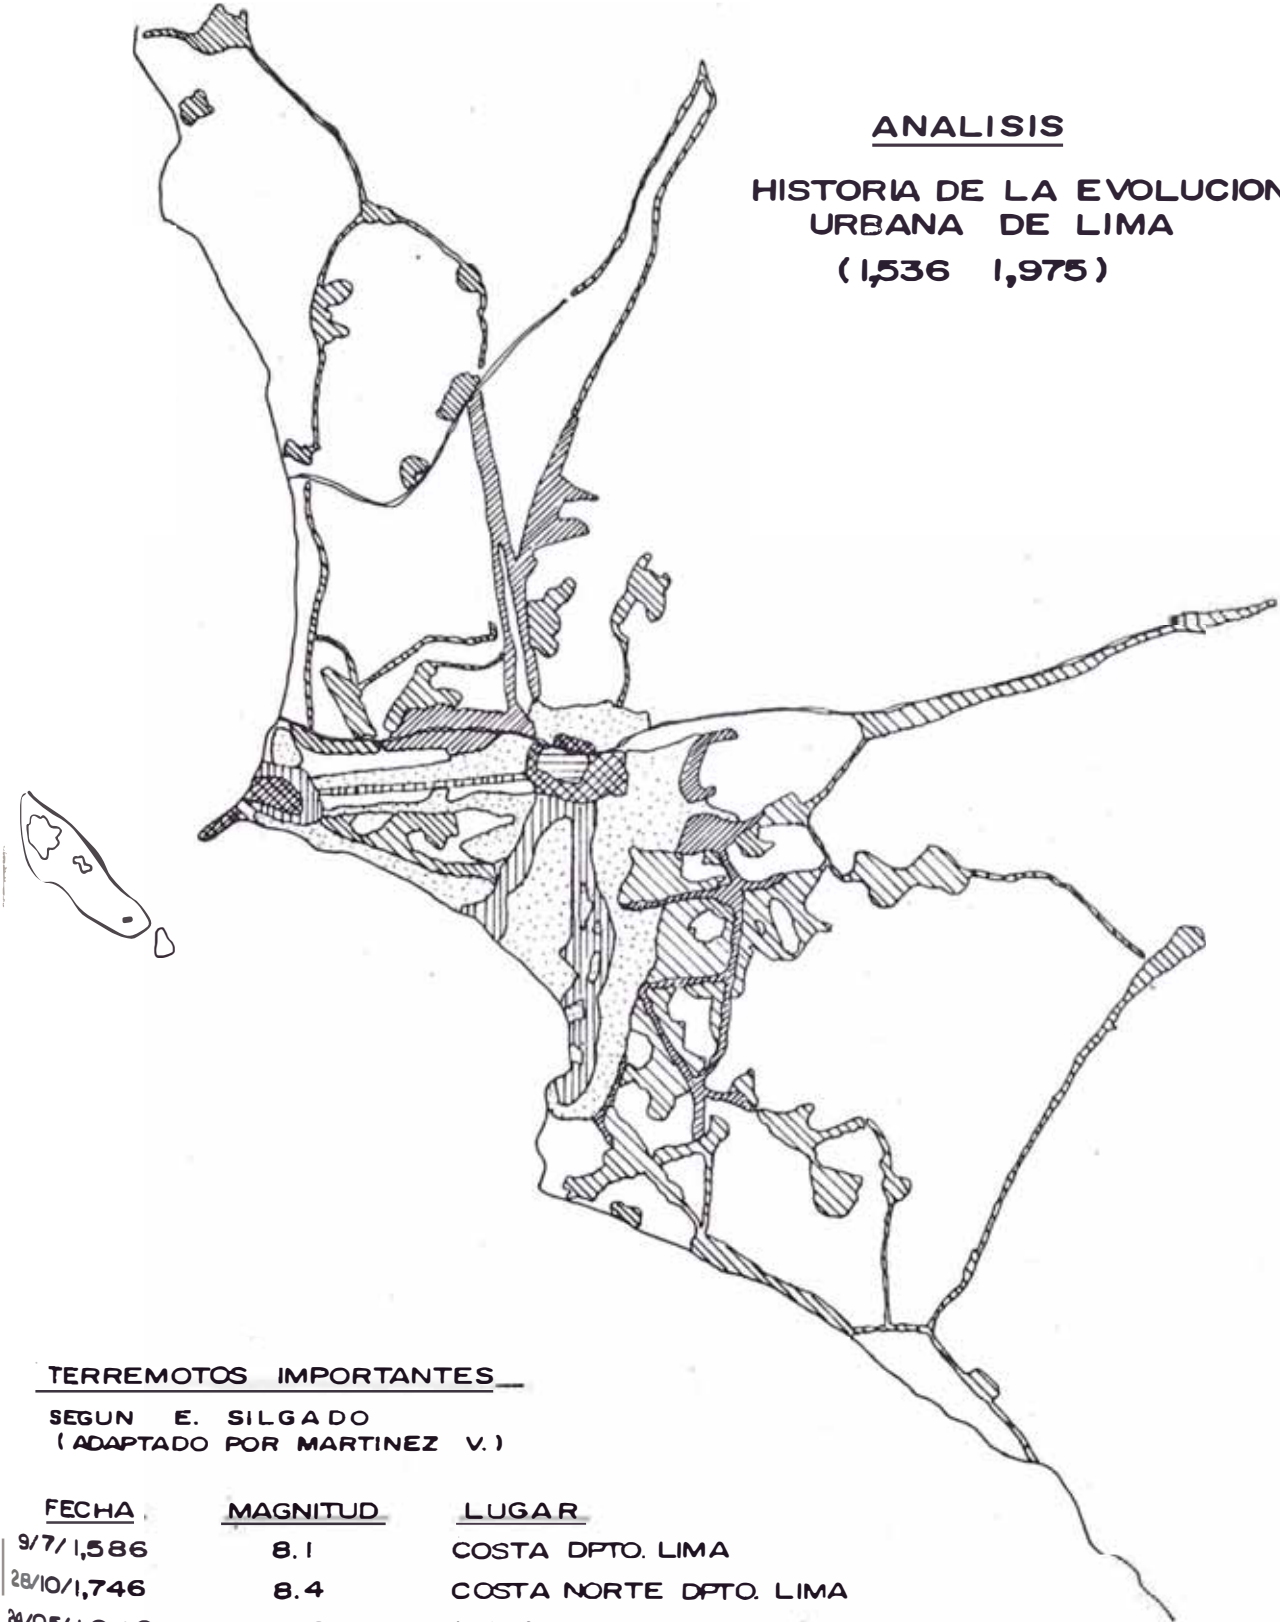 ANALISIS
HISTORIA DE LA EVOLUCION
URBANA DE LIMA
(1,536 1,975)
TERREMOTOS IMPORTANTES
SEGUN E. SILGADO
(ADAPTADO POR MARTINEZ V.)
FECHA MAGNITUD LUGAR
9/7/1,586 8.1 COSTA DPTO. LIMA
28/10/1,746 8.4 COSTA NORTE DPTO. LIMA